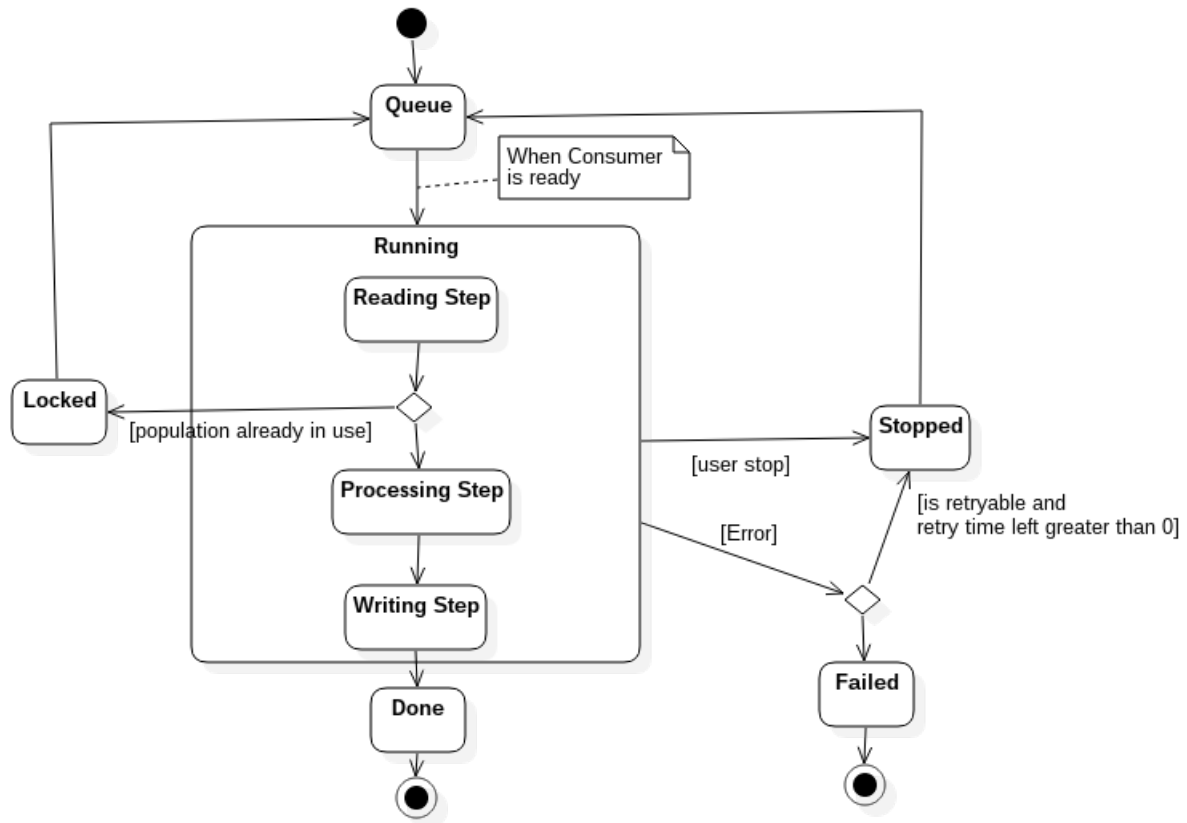 Queue
When Consumer
is ready
Running
Reading Step
Locked
[population already in use]
Stopped
[user stop]
Processing Step
[is retryable and
retry time left greater than 0]
[Error]
Writing Step
Failed
Done